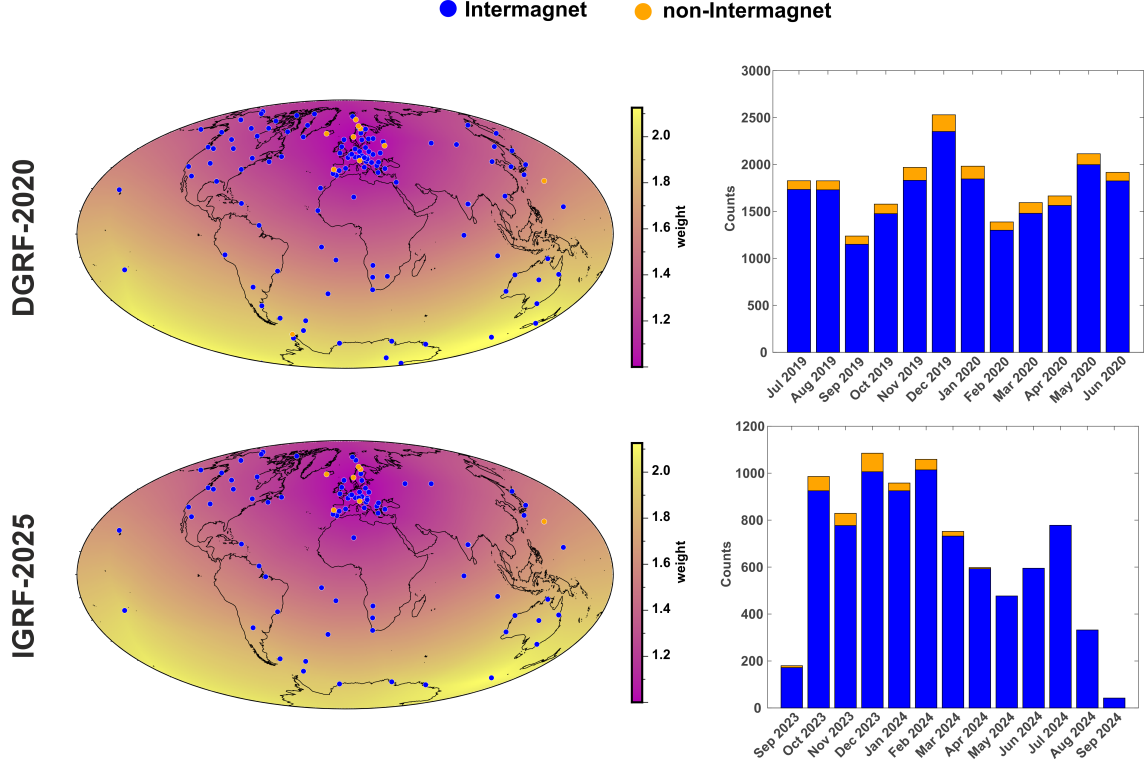 Intermagnet non-Intermagnet
DGRF-2020
2.0
1.8
1.6
1.4
1.2
weight
3000
2500
2000
1500
1000
500
0
Counts
Jul 2019
Aug 2019
Sep 2019
Oct 2019
Nov 2019
Dec 2019
Jan 2020
Feb 2020
Mar 2020
Apr 2020
May 2020
Jun 2020
IGRF-2025
2.0
1.8
1.6
1.4
1.2
weight
1200
1000
800
600
400
200
0
Counts
Sep 2023
Oct 2023
Nov 2023
Dec 2023
Jan 2024
Feb 2024
Mar 2024
Apr 2024
May 2024
Jun 2024
Jul 2024
Aug 2024
Sep 2024